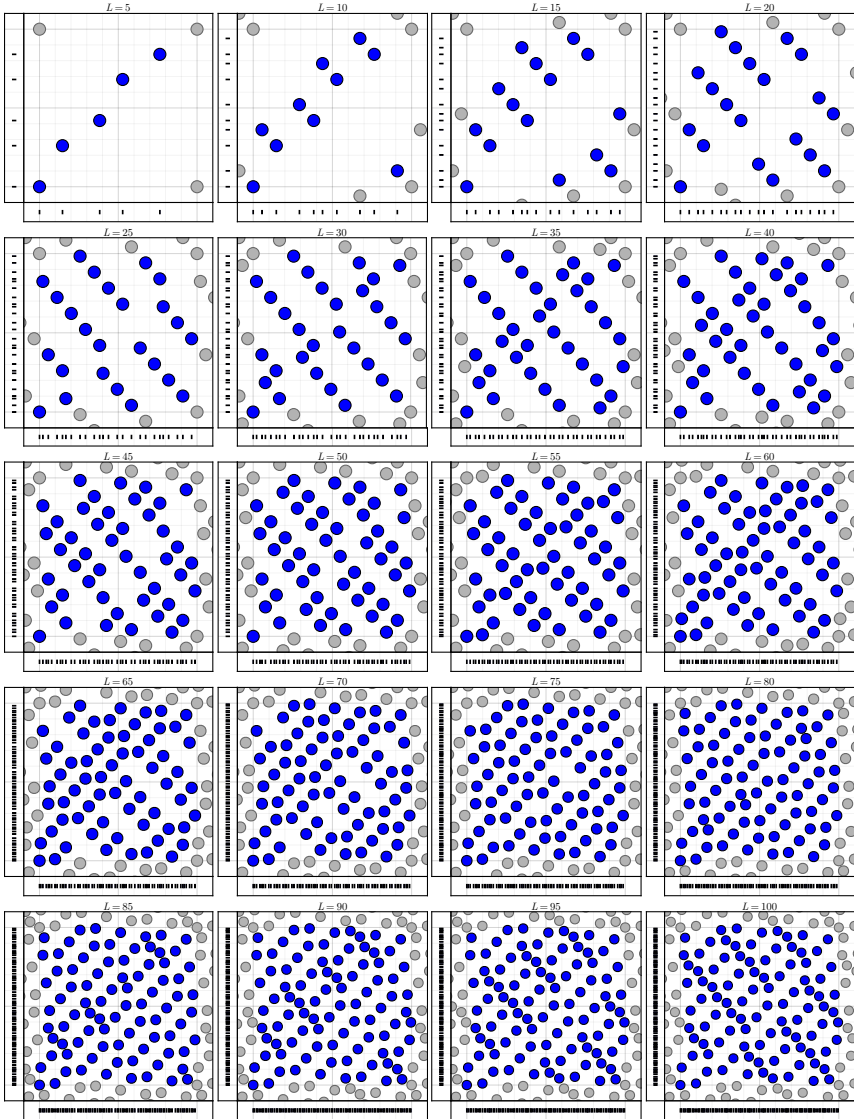 L = 5 L = 10 L = 15 L = 20
L = 25 L = 30 L = 35 L = 40
L = 45 L = 50 L = 55 L = 60
L = 65 L = 70 L = 75 L = 80
L = 85 L = 90 L = 95 L = 100